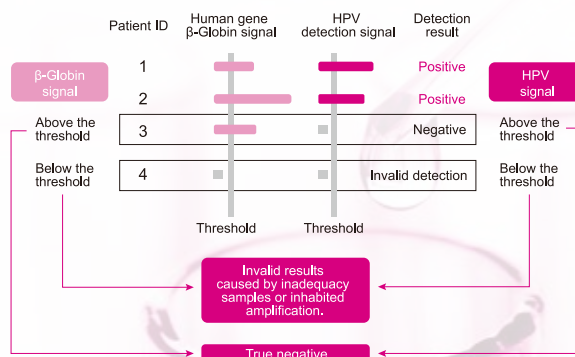 Patient ID
Human gene
β-Globin signal
HPV
detection signal
Detection
result
β-Globin
signal
1
Positive
HPV
signal
2
Positive
Above the
threshold
3
Negative
Above the
threshold
Below the
threshold
4
Invalid detection
Below the
threshold
Threshold
Threshold
Invalid results
caused by inadequacy
samples or inhabited
amplification.
True negative